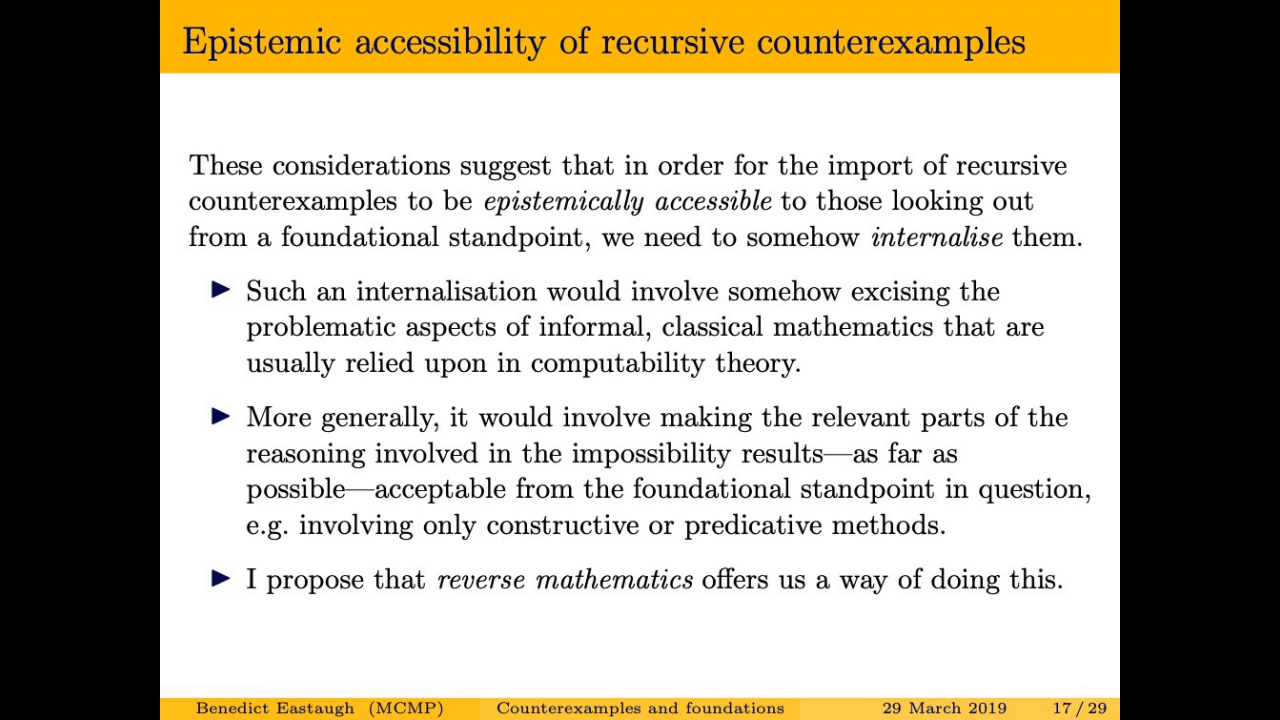 Epistemic accessibility of recursive counterexamples
These considerations suggest that in order for the import of recursive
counterexamples to be epistemically accessible to those looking out
from a foundational standpoint, we need to somehow internalise them.
▶ Such an internalisation would involve somehow excising the
problematic aspects of informal, classical mathematics that are
usually relied upon in computability theory.
▶ More generally, it would involve making the relevant parts of the
reasoning involved in the impossibility results—as far as
possible—acceptable from the foundational standpoint in question,
e.g. involving only constructive or predicative methods.
▶ I propose that reverse mathematics offers us a way of doing this.
Benedict Eastaugh (MCMP) Counterexamples and foundations 29 March 2019 17 / 29